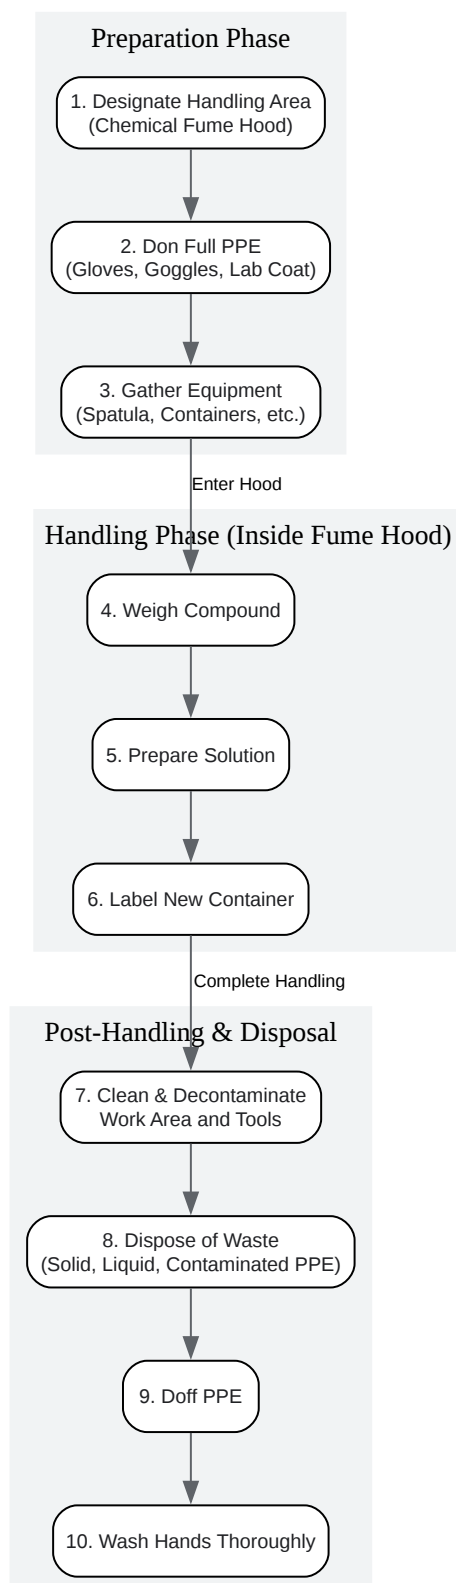 Preparation Phase
1. Designate Handling Area
(Chemical Fume Hood)
2. Don Full PPE
(Gloves, Goggles, Lab Coat)
3. Gather Equipment
(Spatula, Containers, etc.)
Enter Hood
Handling Phase (Inside Fume Hood)
4. Weigh Compound
5. Prepare Solution
6. Label New Container
Complete Handling
Post-Handling & Disposal
7. Clean & Decontaminate
Work Area and Tools
8. Dispose of Waste
(Solid, Liquid, Contaminated PPE)
9. Doff PPE
10. Wash Hands Thoroughly